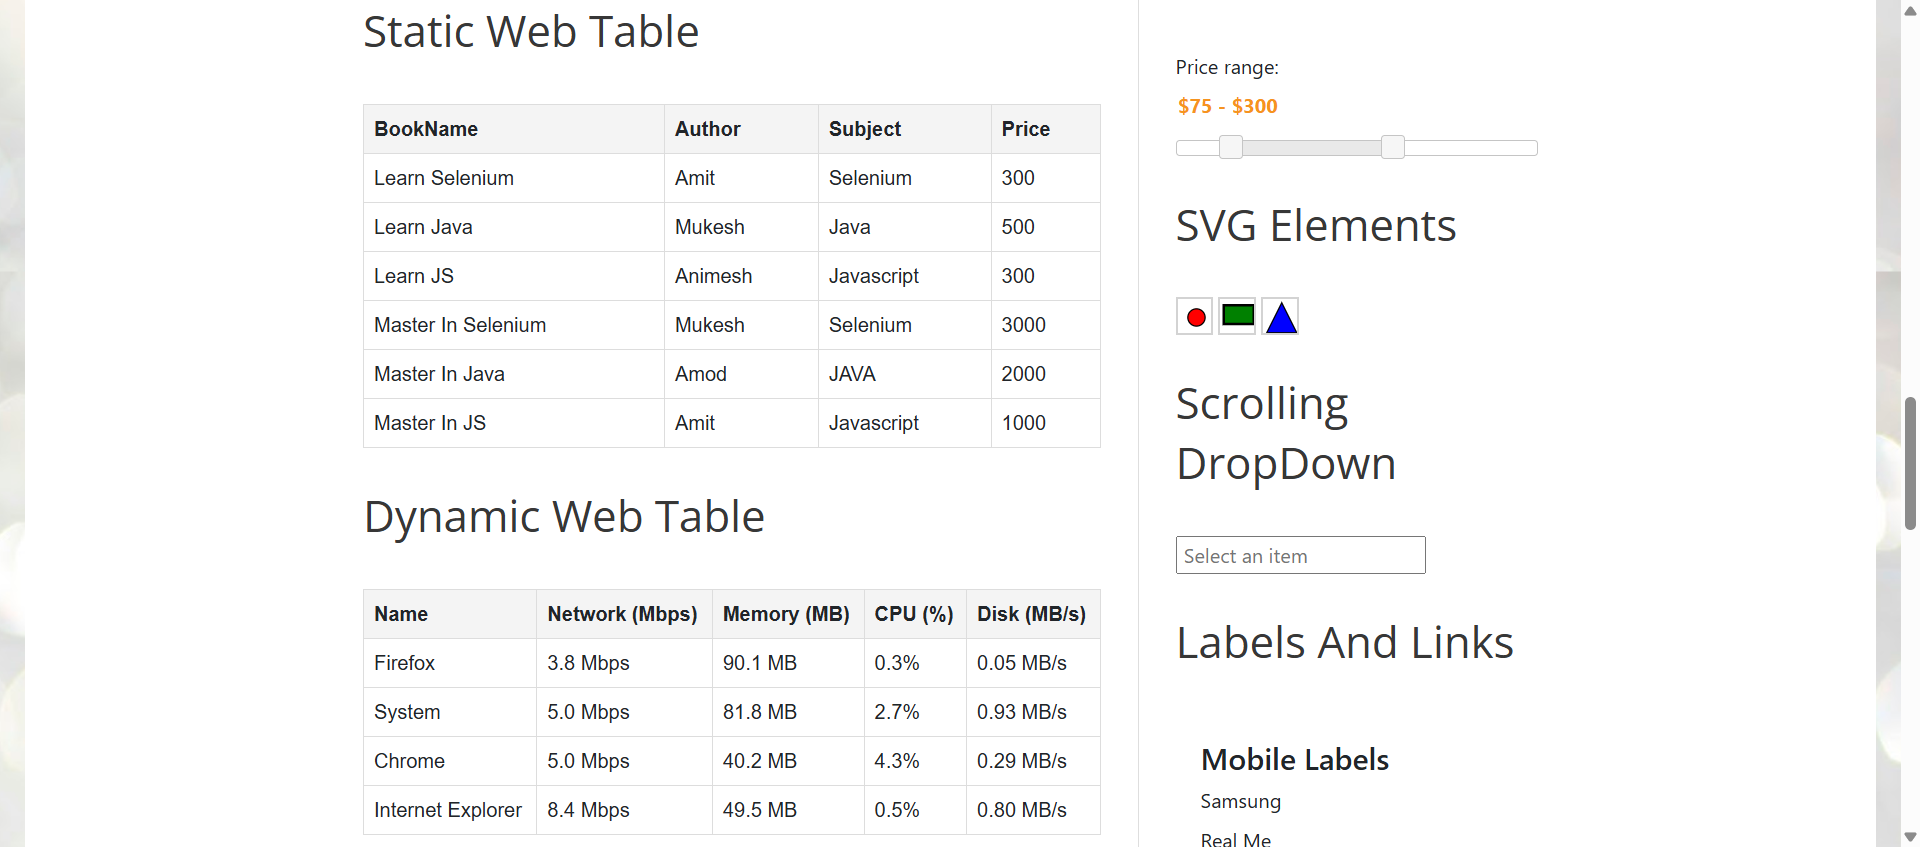 Static Web Table
BookName Author Subject Price
Learn Selenium Amit Selenium 300
Learn Java Mukesh Java 500
Learn JS Animesh Javascript 300
Master In Selenium Mukesh Selenium 3000
Master In Java Amod JAVA 2000
Master In JS Amit Javascript 1000
Dynamic Web Table
Name Network (Mbps) Memory (MB) CPU (%) Disk (MB/s)
Firefox 3.8 Mbps 90.1 MB 0.3% 0.05 MB/s
System 5.0 Mbps 81.8 MB 2.7% 0.93 MB/s
Chrome 5.0 Mbps 40.2 MB 4.3% 0.29 MB/s
Internet Explorer 8.4 Mbps 49.5 MB 0.5% 0.80 MB/s
Price range:
$75 - $300
SVG Elements
Scrolling
DropDown
Select an item
Labels And Links
Mobile Labels
Samsung
Real Me